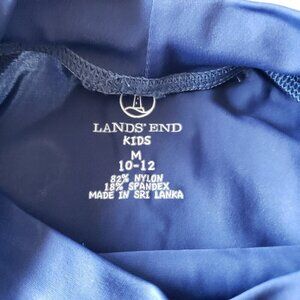 LANDS' END
KIDS
M
10-12
82% NYLON
18% SPANDEX
MADE IN SRI LANKA